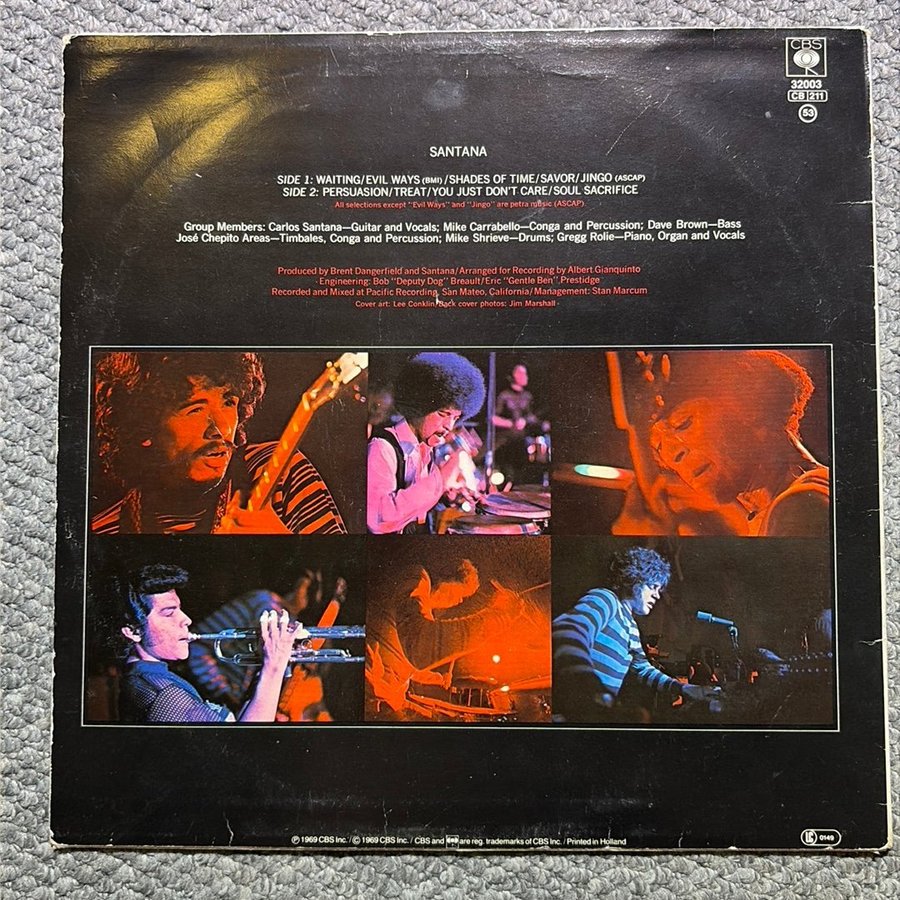 CBS
32003
CB 211
53
SANTANA
SIDE 1: WAITING/EVIL WAYS (BMI)/SHADES OF TIME/SAVOR/JINGO (ASCAP)
SIDE 2: PERSUASION/TREAT/YOU JUST DON'T CARE/SOUL SACRIFICE
All selections except "Evil Ways" and "Jingo" are petra music (ASCAP).
Group Members: Carlos Santana—Guitar and Vocals; Mike Carrabello—Conga and Percussion; Dave Brown—Bass
José Chepito Areas—Timbales, Conga and Percussion; Mike Shrieve—Drums; Gregg Rolie—Piano, Organ and Vocals
Produced by Brent Dangerfield and Santana/Arranged for Recording by Albert Gianquinto
Engineering: Bob "Deputy Dog" Breault/Eric "Gentle Ben" Prestidge
Recorded and Mixed at Pacific Recording, San Mateo, California/Management: Stan Marcum
Cover art: Lee Conklin/Back cover photos: Jim Marshall
℗ 1969 CBS Inc. / © 1969 CBS Inc. / CBS and CBS are reg. trademarks of CBS Inc. / Printed in Holland
LC 0149